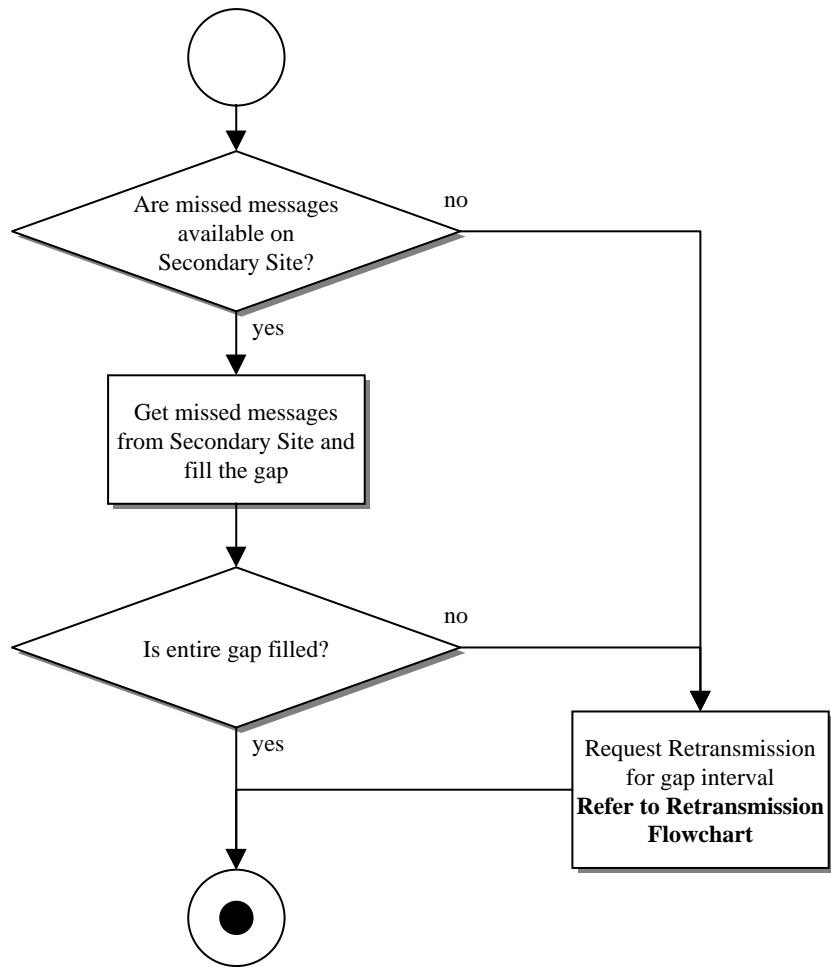 Are missed messages
available on
Secondary Site?
no
yes
Get missed messages
from Secondary Site and
fill the gap
Is entire gap filled?
no
yes
Request Retransmission
for gap interval
Refer to Retransmission
Flowchart